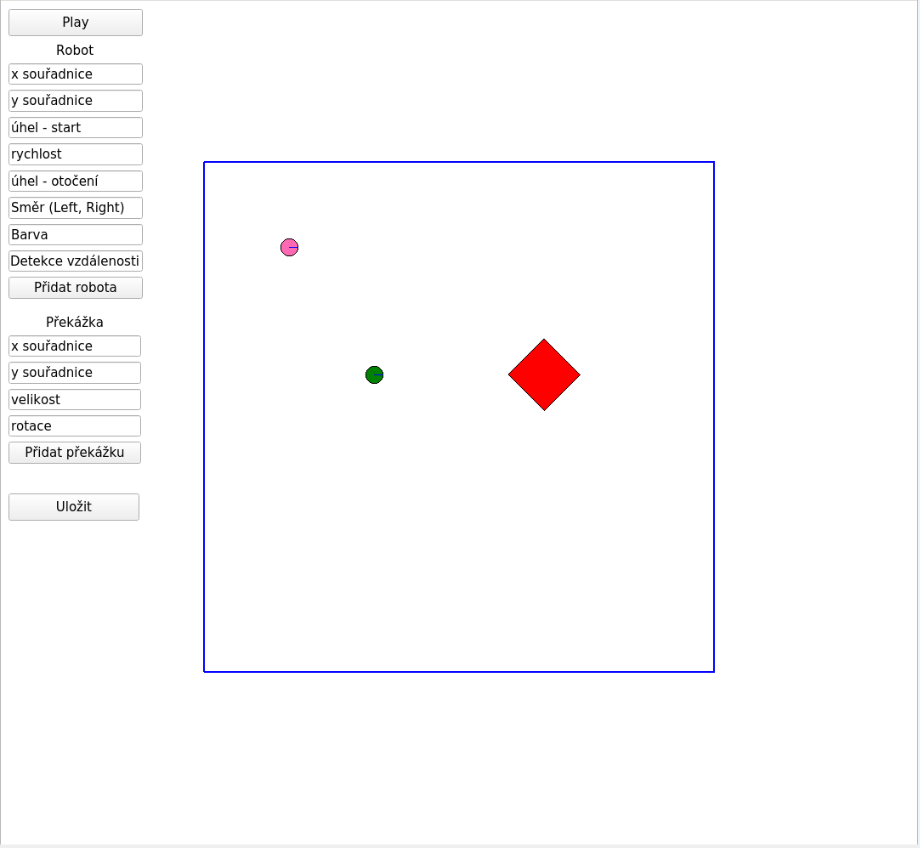 Play
Robot
x souřadnice
y souřadnice
úhel - start
rychlost
úhel - otočení
Směr (Left, Right)
Barva
Detekce vzdálenosti
Přidat robota
Překážka
x souřadnice
y souřadnice
velikost
rotace
Přidat překážku
Uložit